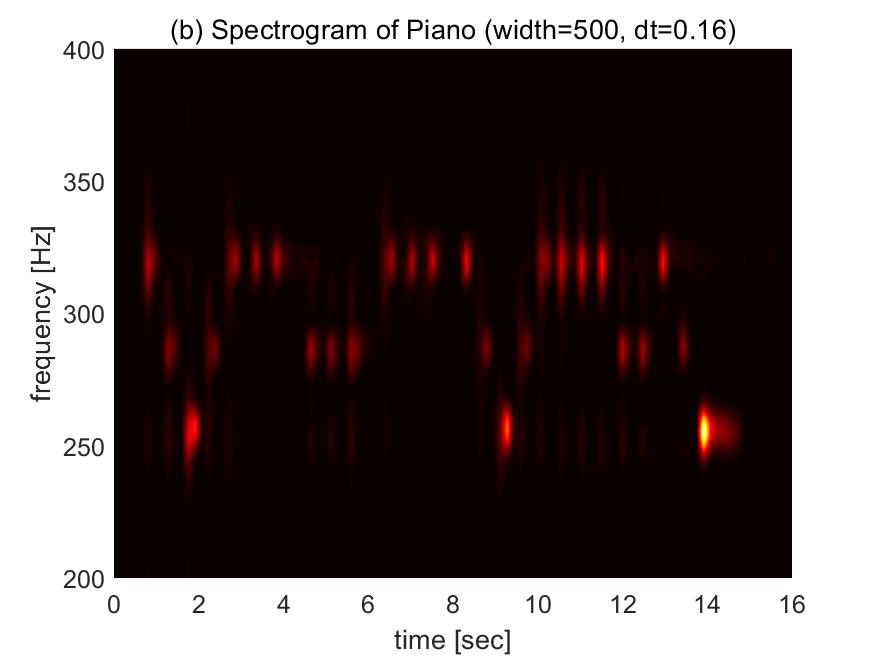 (b) Spectrogram of Piano (width=500, dt=0.16)
400
350
300
250
200
frequency [Hz]
0 2 4 6 8 10 12 14 16
time [sec]